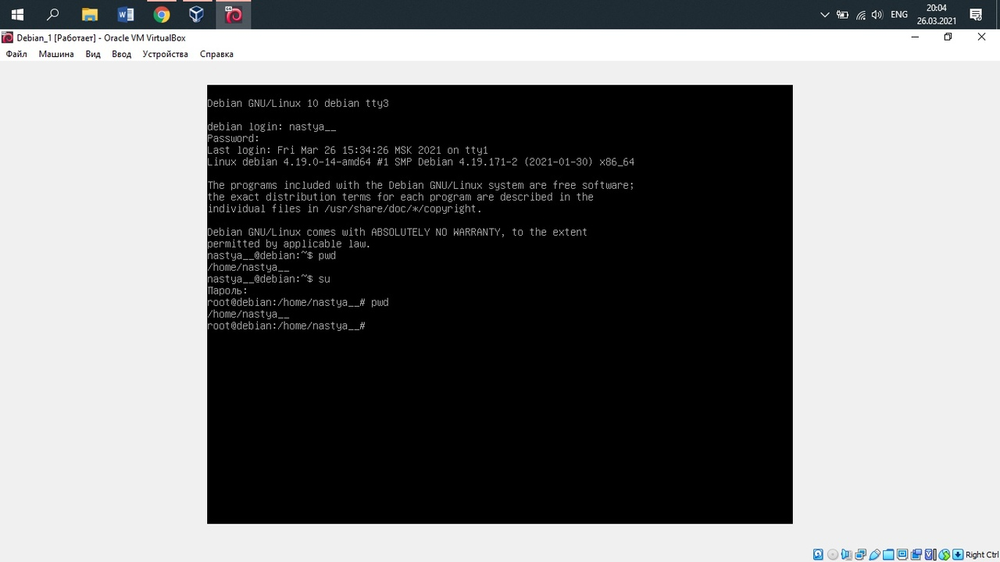 20:04
ENG
26.03.2021
Debian_1 [Работает] - Oracle VM VirtualBox
Файл Машина Вид Ввод Устройства Справка
Debian GNU/Linux 10 debian tty3
debian login: nastya__
Password:
Last login: Fri Mar 26 15:34:26 MSK 2021 on tty1
Linux debian 4.19.0-14-amd64 #1 SMP Debian 4.19.171-2 (2021-01-30) x86_64
The programs included with the Debian GNU/Linux system are free software;
the exact distribution terms for each program are described in the
individual files in /usr/share/doc/*/copyright.
Debian GNU/Linux comes with ABSOLUTELY NO WARRANTY, to the extent
permitted by applicable law.
nastya__@debian:~$ pwd
/home/nastya__
nastya__@debian:~$ su
Пароль:
root@debian:/home/nastya__# pwd
/home/nastya__
root@debian:/home/nastya__#
Right Ctrl